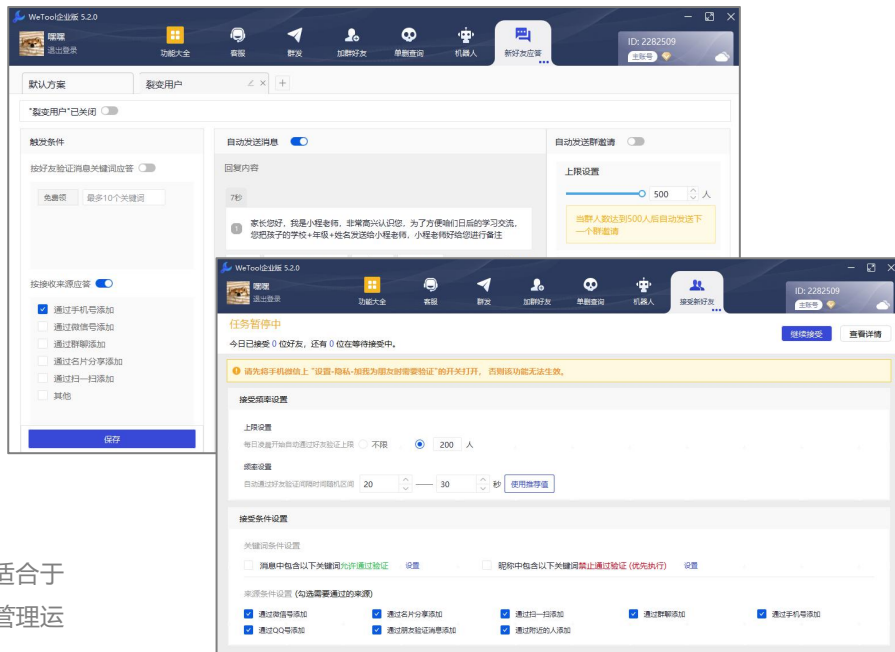 WeTool企业版 5.2.0
嘿嘿
退出登录
功能大全
客服
群发
加群好友
单删查询
机器人
新好友应答
ID: 2282509
主账号
默认方案
裂变用户
"裂变用户"已关闭
触发条件
按好友验证消息关键词应答
免费领
最多10个关键词
按接收来源应答
通过手机号添加
通过微信号添加
通过群聊添加
通过名片分享添加
通过扫一扫添加
其他
保存
自动发送消息
回复内容
7秒
家长您好，我是小程老师，非常高兴认识您，为了方便咱们日后的学习交流，
您把孩子的学校+年级+姓名发送给小程老师，小程老师好给您进行备注
自动发送群邀请
上限设置
500 人
当群人数达到500人后自动发送下
一个群邀请
WeTool企业版 5.2.0
嘿嘿
退出登录
功能大全
客服
群发
加群好友
单删查询
机器人
接受新好友
ID: 2282509
主账号
任务暂停中
今日已接受 0 位好友，还有 0 位在等待接受中。
继续接受
查看详情
请先将手机微信上 "设置-隐私-加我为朋友时需要验证"的开关打开， 否则该功能无法生效。
接受频率设置
上限设置
每日凌晨开始自动通过好友验证上限 不限 200 人
频率设置
自动通过好友验证间隔时间随机区间 20 — 30 秒 使用推荐值
接受条件设置
关键词条件设置
消息中包含以下关键词允许通过验证 设置 昵称中包含以下关键词禁止通过验证 (优先执行) 设置
来源条件设置 (勾选需要通过的来源)
通过微信号添加 通过名片分享添加 通过扫一扫添加 通过群聊添加 通过手机号添加
通过QQ号添加 通过朋友验证消息添加 通过附近的人添加
适合于
管理运